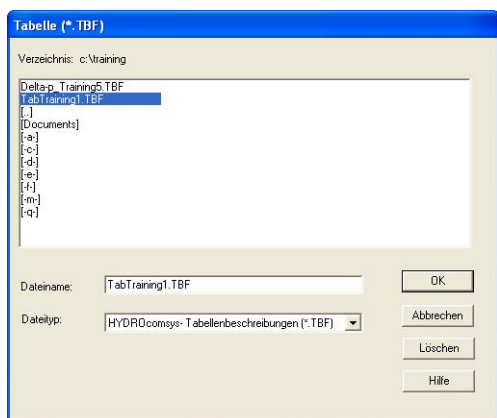 Tabelle (*.TBF)
Verzeichnis: c:\training
Delta-p_Training5.TBF
TabTraining1.TBF
[..]
[Documents]
[-a-]
[-c-]
[-d-]
[-e-]
[-f-]
[-m-]
[-q-]
Dateiname: TabTraining1.TBF
OK
Dateityp: HYDROcomsys- Tabellenbeschreibungen (*.TBF)
Abbrechen
Löschen
Hilfe